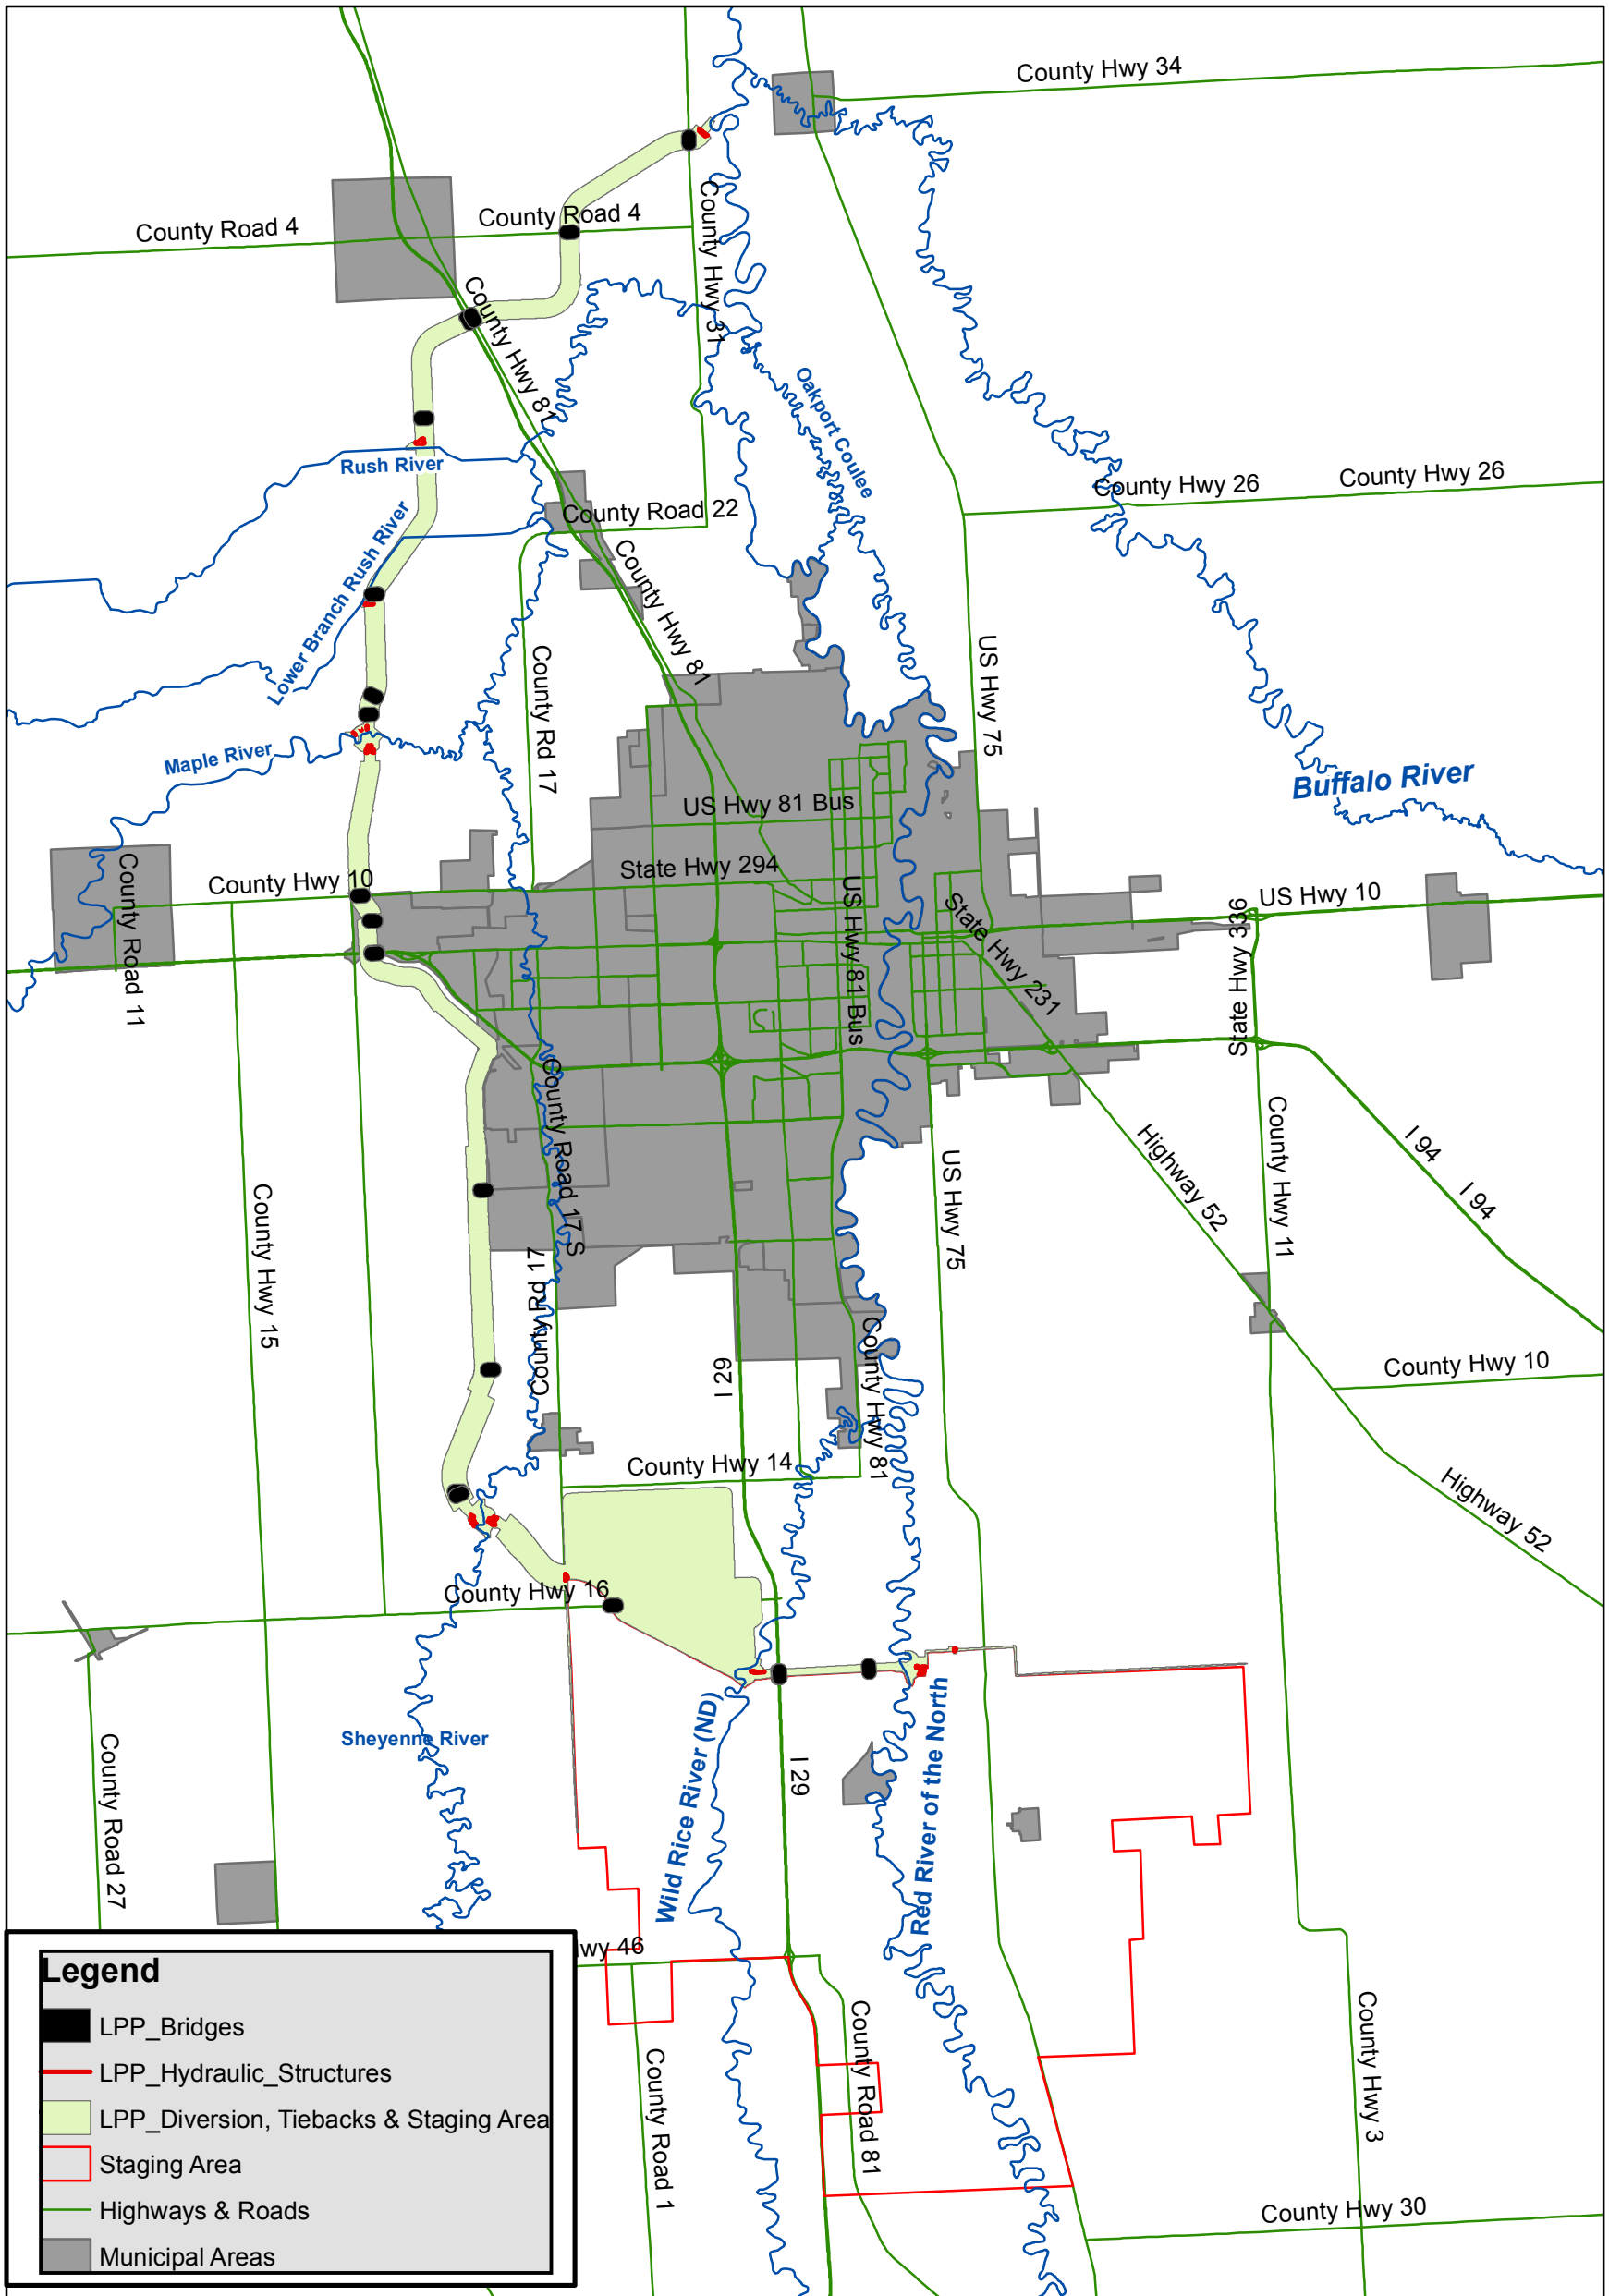 County Hwy 34
County Road 4
County Road 4
County Hwy 31
County Hwy 81
Oakport Coulee
Rush River
County Hwy 26
County Hwy 26
County Road 22
Lower Branch Rush River
County Hwy 81
County Rd 17
US Hwy 75
Maple River
Buffalo River
US Hwy 81 Bus
State Hwy 294
County Hwy 10
County Road 11
US Hwy 81 Bus
State Hwy 231
US Hwy 10
State Hwy 336
County Road 17 S
County Hwy 15
US Hwy 75
Highway 52
County Hwy 11
I 94
I 94
County Rd 17
I 29
County Hwy 81
County Hwy 10
County Hwy 14
Highway 52
County Hwy 16
Sheyenne River
Wild Rice River (ND)
I 29
Red River of the North
County Road 27
wy 46
County Road 1
County Road 81
County Hwy 3
County Hwy 30
Legend
LPP_Bridges
LPP_Hydraulic_Structures
LPP_Diversion, Tiebacks & Staging Area
Staging Area
Highways & Roads
Municipal Areas